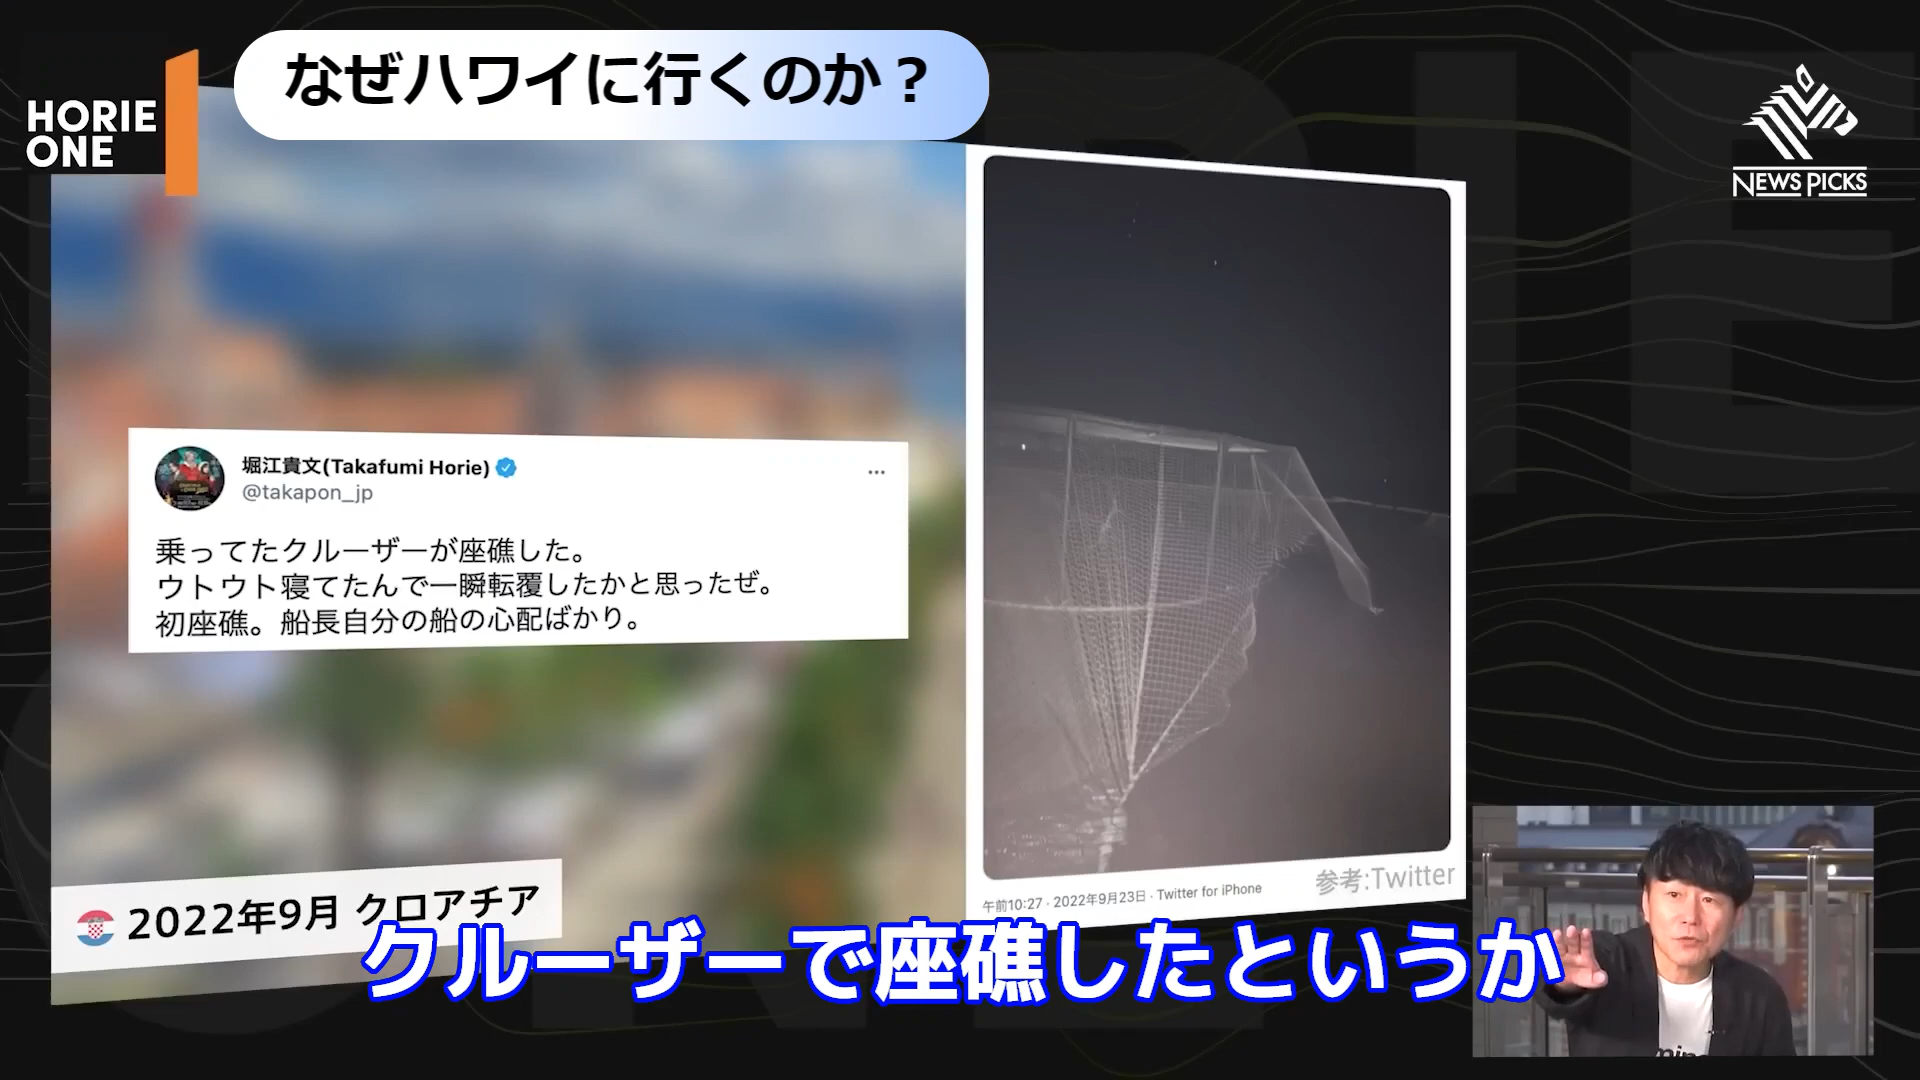 なぜハワイに行くのか？
HORIE
ONE
NEWS PICKS
堀江貴文(Takafumi Horie)
@takapon_jp
乗ってたクルーザーが座礁した。
ウトウト寝てたんで一瞬転覆したかと思ったぜ。
初座礁。船長自分の船の心配ばかり。
午前10:27 · 2022年9月23日 · Twitter for iPhone
参考:Twitter
2022年9月 クロアチア
クルーザーで座礁したというか